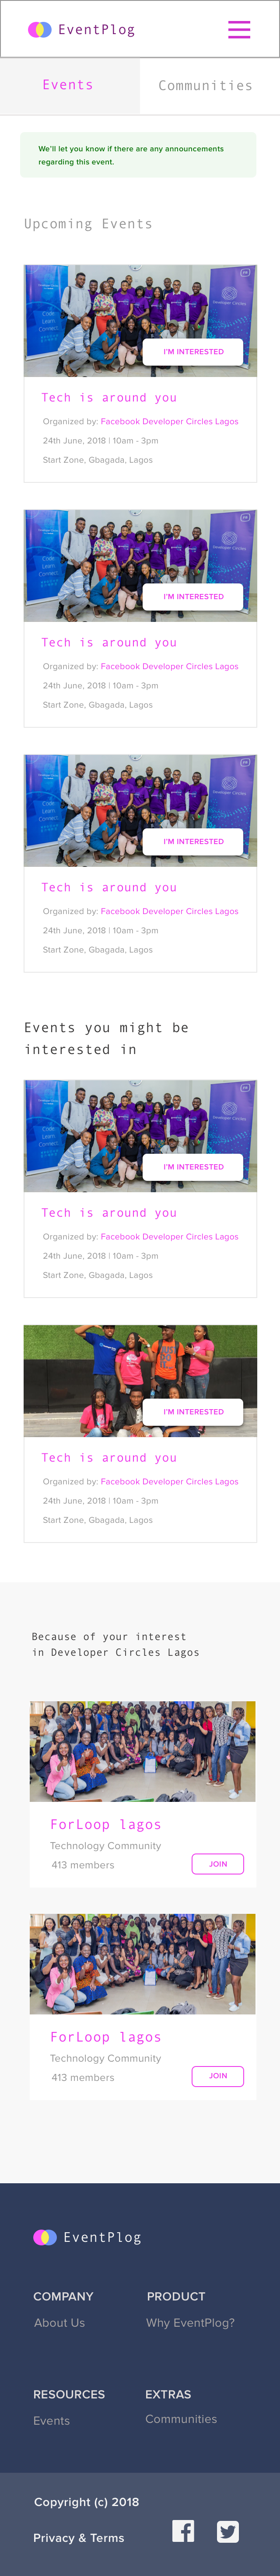 EventPlog
Events
Communities
We'll let you know if there are any announcements
regarding this event.
Upcoming Events
I'M INTERESTED
Tech is around you
Organized by: Facebook Developer Circles Lagos
24th June, 2018 | 10am - 3pm
Start Zone, Gbagada, Lagos
I'M INTERESTED
Tech is around you
Organized by: Facebook Developer Circles Lagos
24th June, 2018 | 10am - 3pm
Start Zone, Gbagada, Lagos
I'M INTERESTED
Tech is around you
Organized by: Facebook Developer Circles Lagos
24th June, 2018 | 10am - 3pm
Start Zone, Gbagada, Lagos
Events you might be
interested in
I'M INTERESTED
Tech is around you
Organized by: Facebook Developer Circles Lagos
24th June, 2018 | 10am - 3pm
Start Zone, Gbagada, Lagos
I'M INTERESTED
Tech is around you
Organized by: Facebook Developer Circles Lagos
24th June, 2018 | 10am - 3pm
Start Zone, Gbagada, Lagos
Because of your interest
in Developer Circles Lagos
ForLoop lagos
Technology Community
413 members
JOIN
ForLoop lagos
Technology Community
413 members
JOIN
EventPlog
COMPANY
PRODUCT
About Us
Why EventPlog?
RESOURCES
EXTRAS
Events
Communities
Copyright (c) 2018
Privacy & Terms